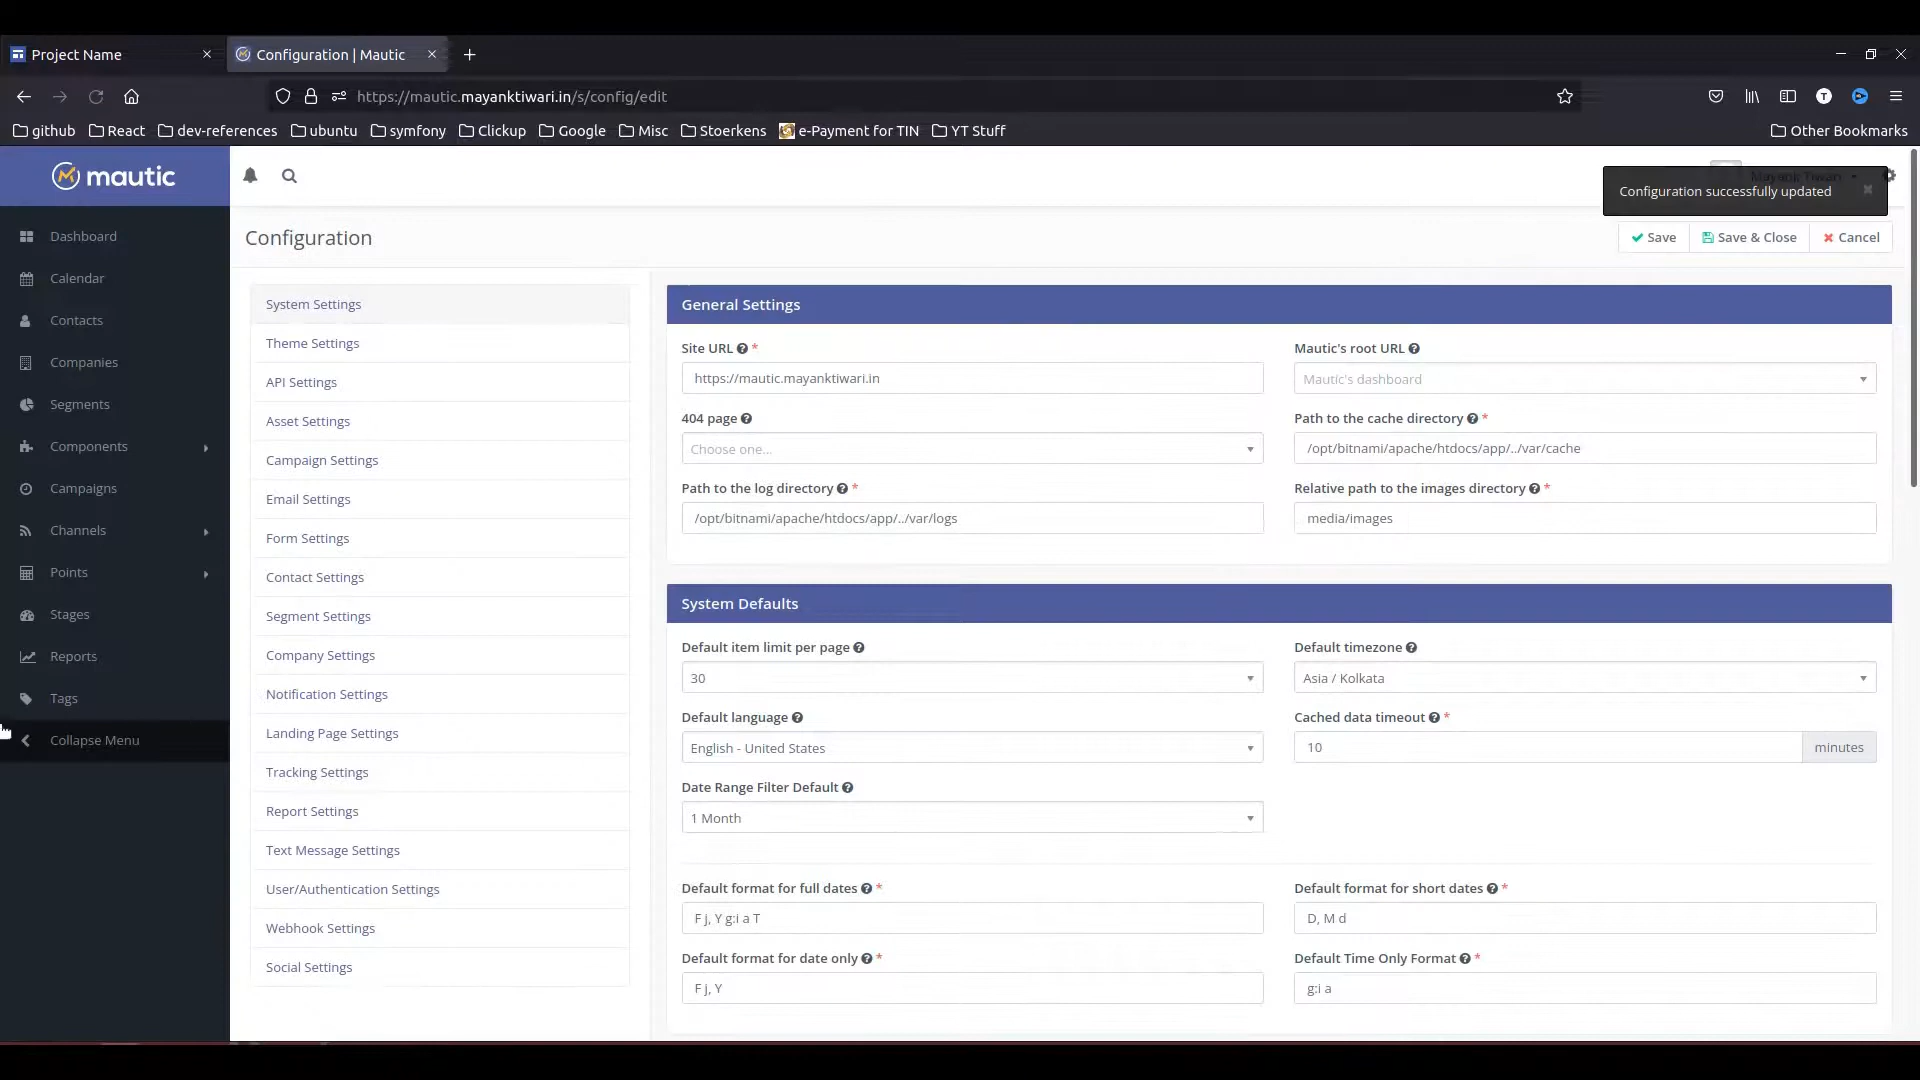 Project Name
Configuration | Mautic
https://mautic.mayanktiwari.in/s/config/edit
T
github
React
dev-references
ubuntu
symfony
Clickup
Google
Misc
Stoerkens
e-Payment for TIN
YT Stuff
Other Bookmarks
mautic
Mayank Tiwari
Configuration successfully updated
Configuration
Save
Save & Close
Cancel
Dashboard
Calendar
Contacts
Companies
Segments
Components
Campaigns
Channels
Points
Stages
Reports
Tags
Collapse Menu
System Settings
Theme Settings
API Settings
Asset Settings
Campaign Settings
Email Settings
Form Settings
Contact Settings
Segment Settings
Company Settings
Notification Settings
Landing Page Settings
Tracking Settings
Report Settings
Text Message Settings
User/Authentication Settings
Webhook Settings
Social Settings
General Settings
Site URL *
https://mautic.mayanktiwari.in
Mautic's root URL
Mautic's dashboard
404 page
Choose one...
Path to the cache directory *
/opt/bitnami/apache/htdocs/app/../var/cache
Path to the log directory *
/opt/bitnami/apache/htdocs/app/../var/logs
Relative path to the images directory *
media/images
System Defaults
Default item limit per page
30
Default timezone
Asia / Kolkata
Default language
English - United States
Cached data timeout *
10
minutes
Date Range Filter Default
1 Month
Default format for full dates *
F j, Y g:i a T
Default format for short dates *
D, M d
Default format for date only *
F j, Y
Default Time Only Format *
g:i a